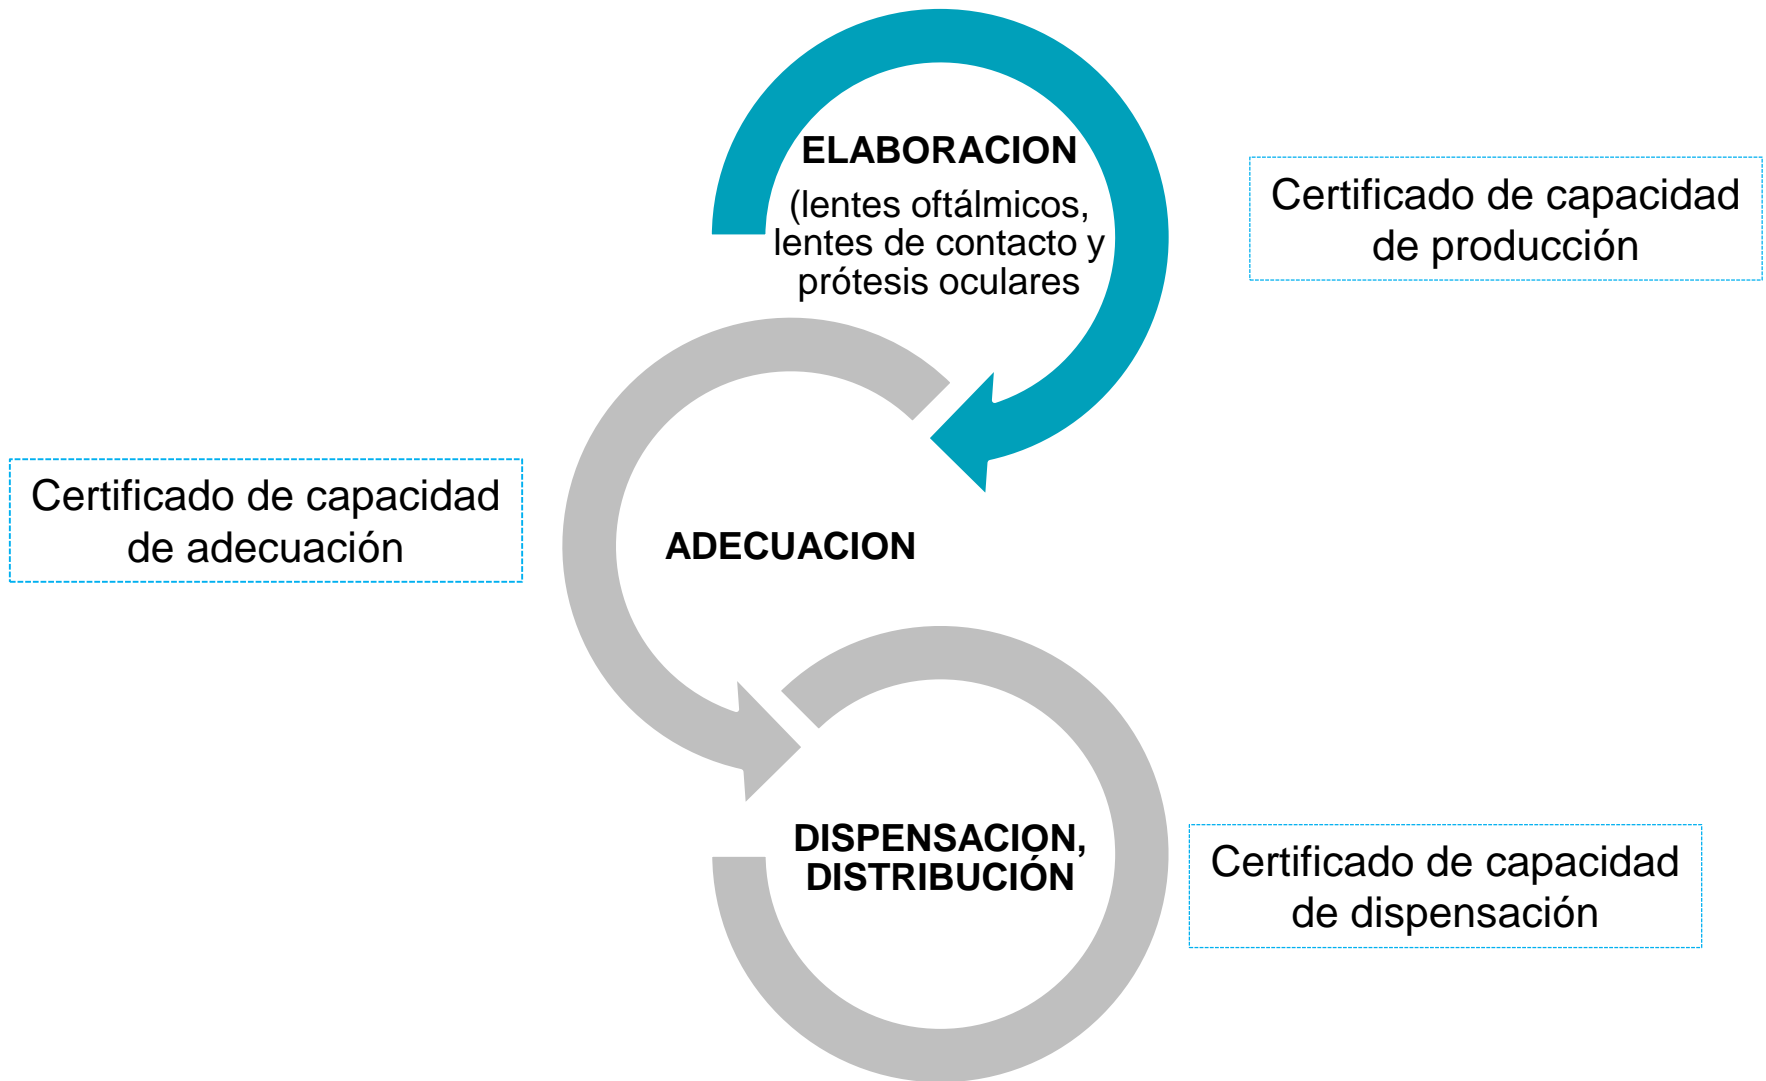 ELABORACION
(lentes oftálmicos,
lentes de contacto y
prótesis oculares
Certificado de capacidad
de producción
Certificado de capacidad
de adecuación
ADECUACION
DISPENSACION,
DISTRIBUCIÓN
Certificado de capacidad
de dispensación